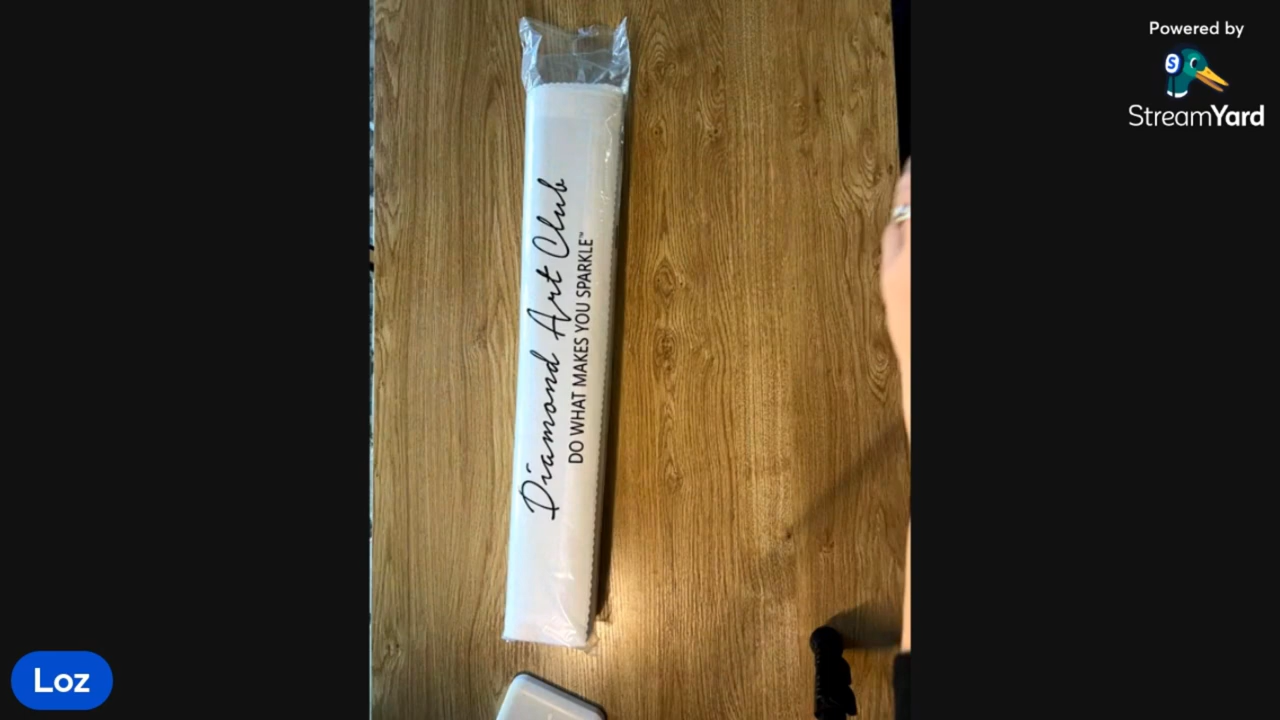 Powered by
S
StreamYard
Diamond Art Club
DO WHAT MAKES YOU SPARKLE™
Loz